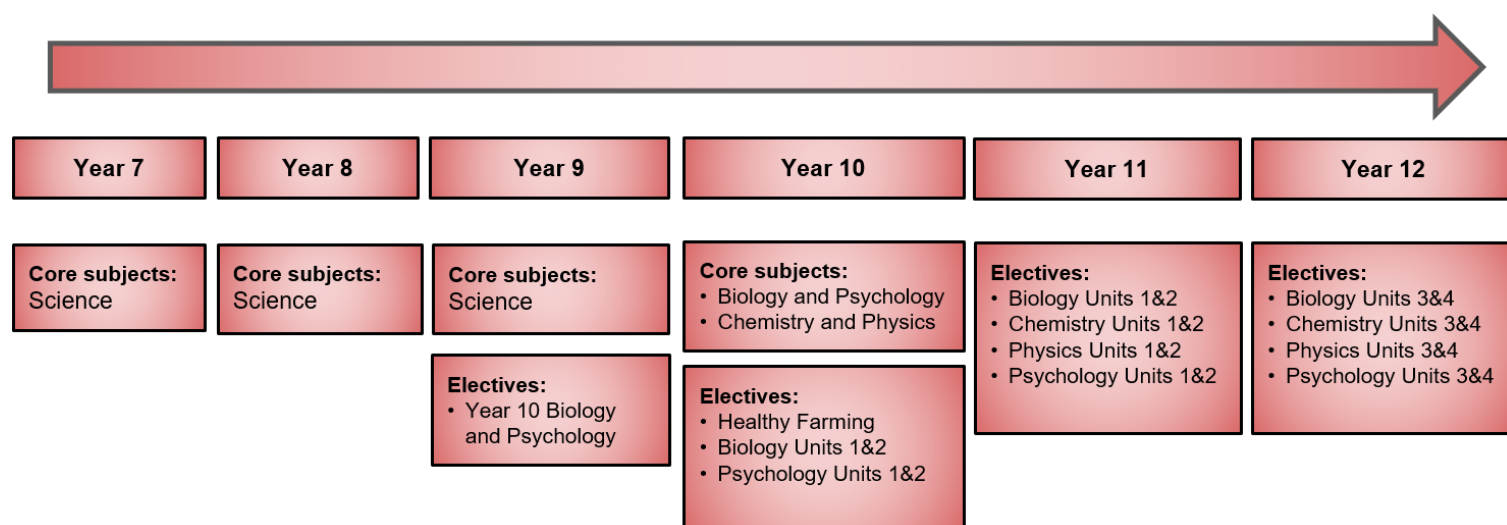 Year 7
Year 8
Year 9
Year 10
Year 11
Year 12
Core subjects:
Science
Core subjects:
Science
Core subjects:
Science
Electives:
• Year 10 Biology
and Psychology
Core subjects:
• Biology and Psychology
• Chemistry and Physics
Electives:
• Healthy Farming
• Biology Units 1&2
• Psychology Units 1&2
Electives:
• Biology Units 1&2
• Chemistry Units 1&2
• Physics Units 1&2
• Psychology Units 1&2
Electives:
• Biology Units 3&4
• Chemistry Units 3&4
• Physics Units 3&4
• Psychology Units 3&4